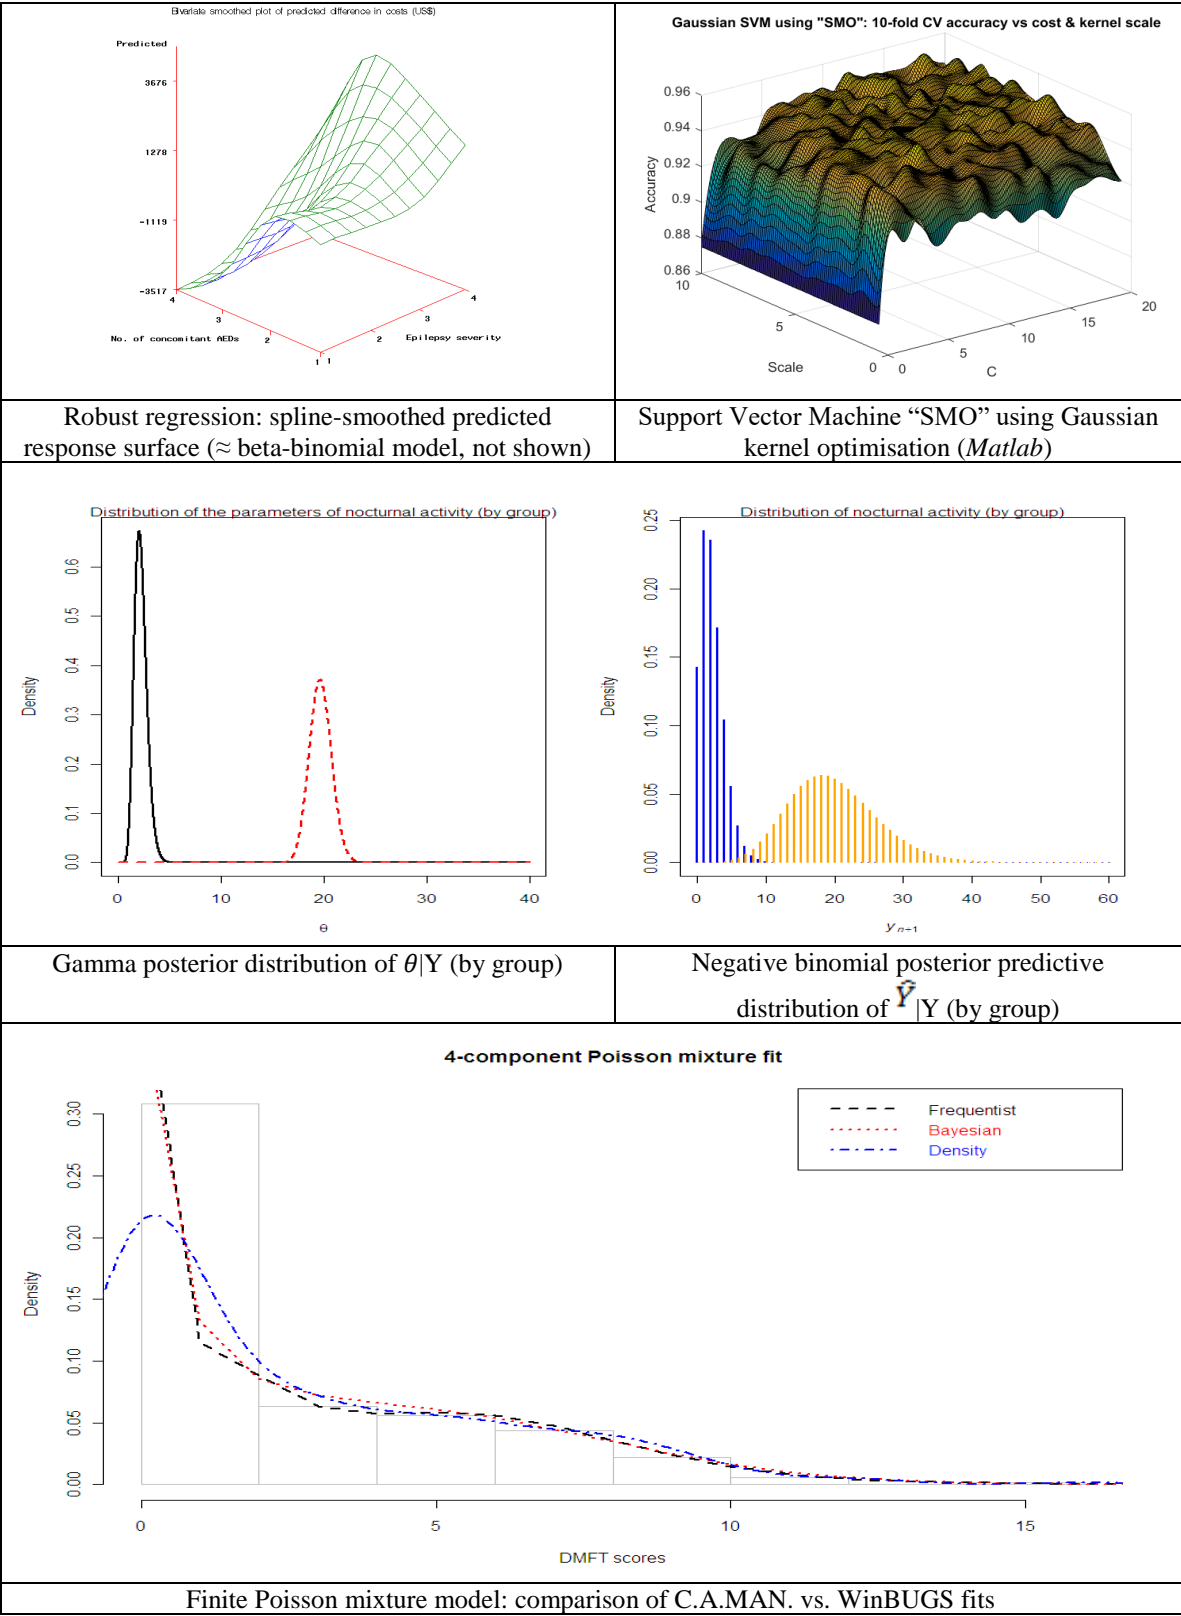 Bivariate smoothed plot of predicted difference in costs (US$)
Predicted
3676
1278
-1119
-3517
4
3
2
1
No. of concomitant AEDs
1
2
3
4
Epilepsy severity
Gaussian SVM using "SMO": 10-fold CV accuracy vs cost & kernel scale
0.96
0.94
0.92
0.9
0.88
0.86
Accuracy
10
5
0
Scale
0
5
10
15
20
C
Robust regression: spline-smoothed predicted
response surface (≈ beta-binomial model, not shown)
Support Vector Machine “SMO” using Gaussian
kernel optimisation (Matlab)
Distribution of the parameters of nocturnal activity (by group)
Density
0.6
0.5
0.4
0.3
0.2
0.1
0.0
0 10 20 30 40
θ
Distribution of nocturnal activity (by group)
Density
0.25
0.20
0.15
0.10
0.05
0.00
0 10 20 30 40 50 60
y n+1
Gamma posterior distribution of θ|Y (by group)
Negative binomial posterior predictive
distribution of Ŷ|Y (by group)
4-component Poisson mixture fit
Frequentist
Bayesian
Density
Density
0.30
0.25
0.20
0.15
0.10
0.05
0.00
0 5 10 15
DMFT scores
Finite Poisson mixture model: comparison of C.A.MAN. vs. WinBUGS fits